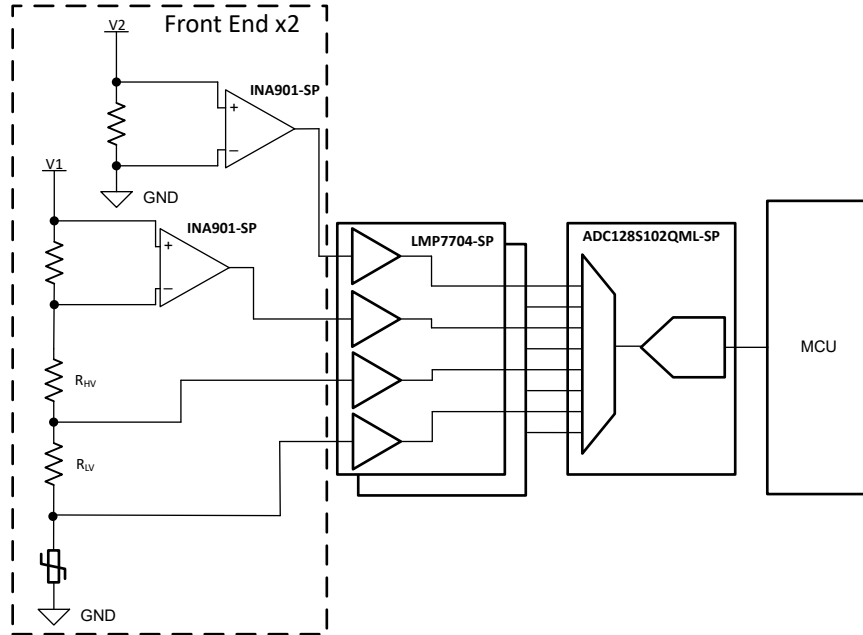 V2
Front End x2
INA901-SP
GND
V1
INA901-SP
LMP7704-SP
ADC128S102QML-SP
MCU
RHV
RLV
GND